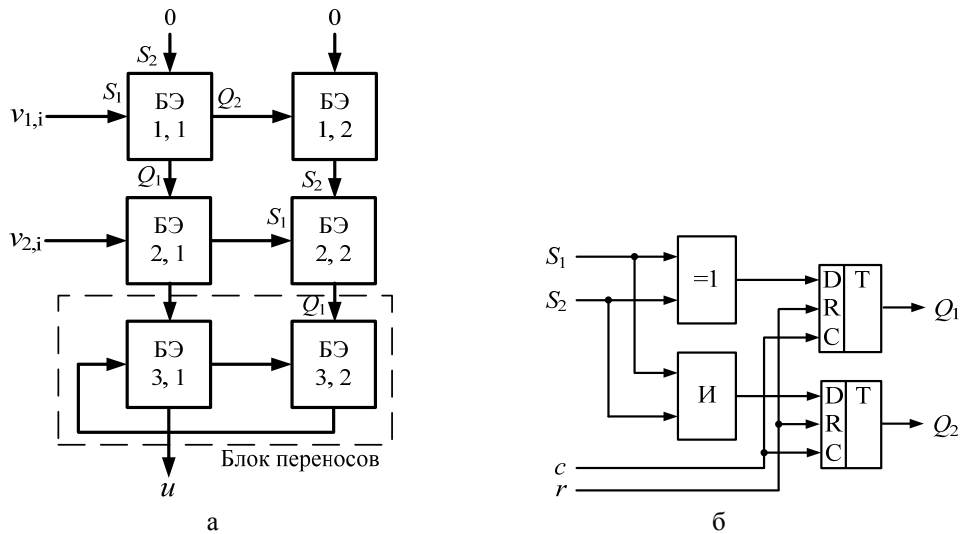 0 0
S2
S1 БЭ 1, 1 Q2 БЭ 1, 2
v1,i
Q1 S2
БЭ 2, 1 S1 БЭ 2, 2
v2,i
Q1
БЭ 3, 1 БЭ 3, 2
Блок переносов
u
а
S1
S2
=1
D T
R
C
Q1
И
D T
R
C
Q2
c
r
б